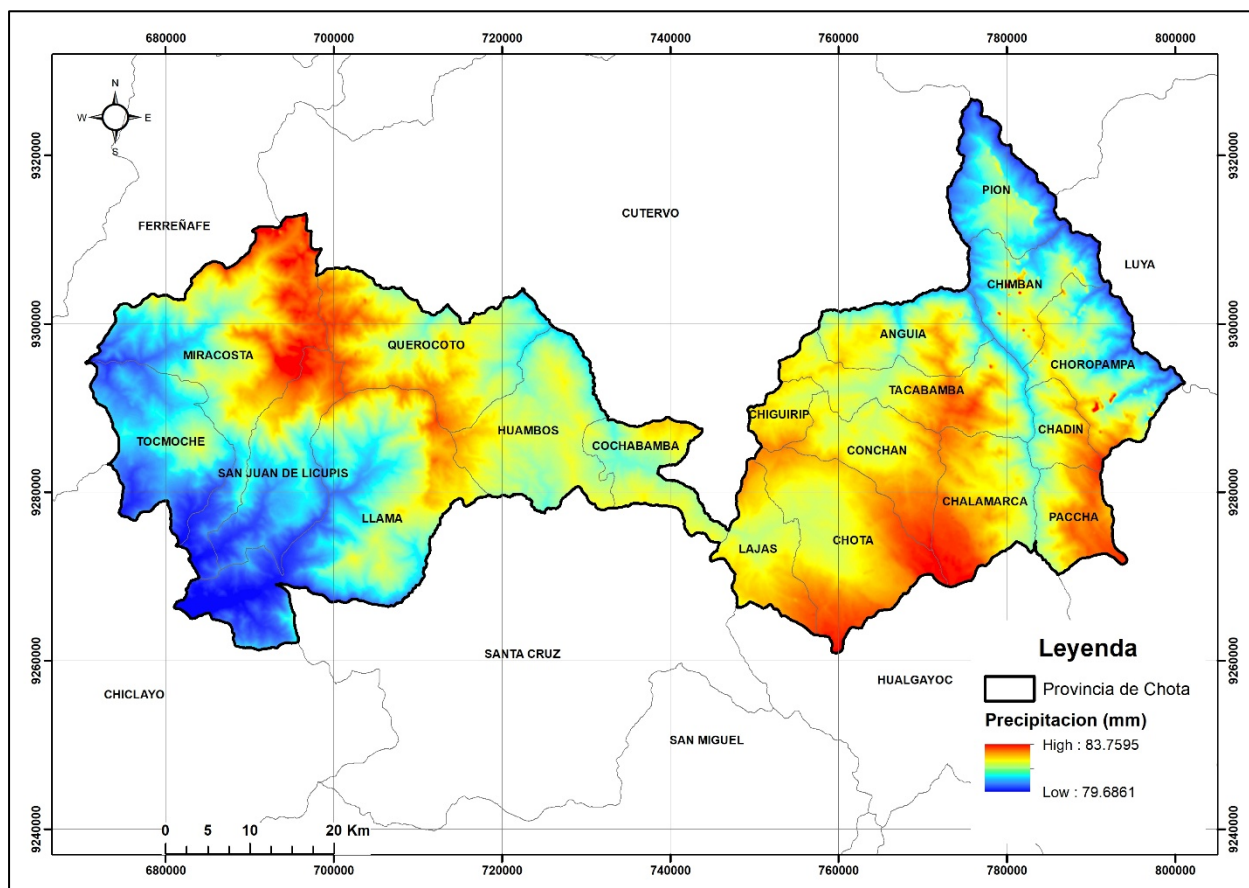 680000 700000 720000 740000 760000 780000 800000
N
W E
S
9320000 9320000
PION
CUTERVO
FERREÑAFE
LUYA
CHIMBAN
9300000 9300000
ANGUIA
QUEROCOTO
MIRACOSTA
CHOROPAMPA
TACABAMBA
CHIGUIRIP
HUAMBOS
CHADIN
TOCMOCHE
COCHABAMBA
CONCHAN
SAN JUAN DE LICUPIS
9280000 9280000
CHALAMARCA
LLAMA
PACCHA
CHOTA
LAJAS
Leyenda
SANTA CRUZ
9260000 9260000
HUALGAYOC
Provincia de Chota
CHICLAYO
Precipitacion (mm)
SAN MIGUEL
High : 83.7595
Low : 79.6861
0 5 10 20 Km
9240000 9240000
680000 700000 720000 740000 760000 780000 800000